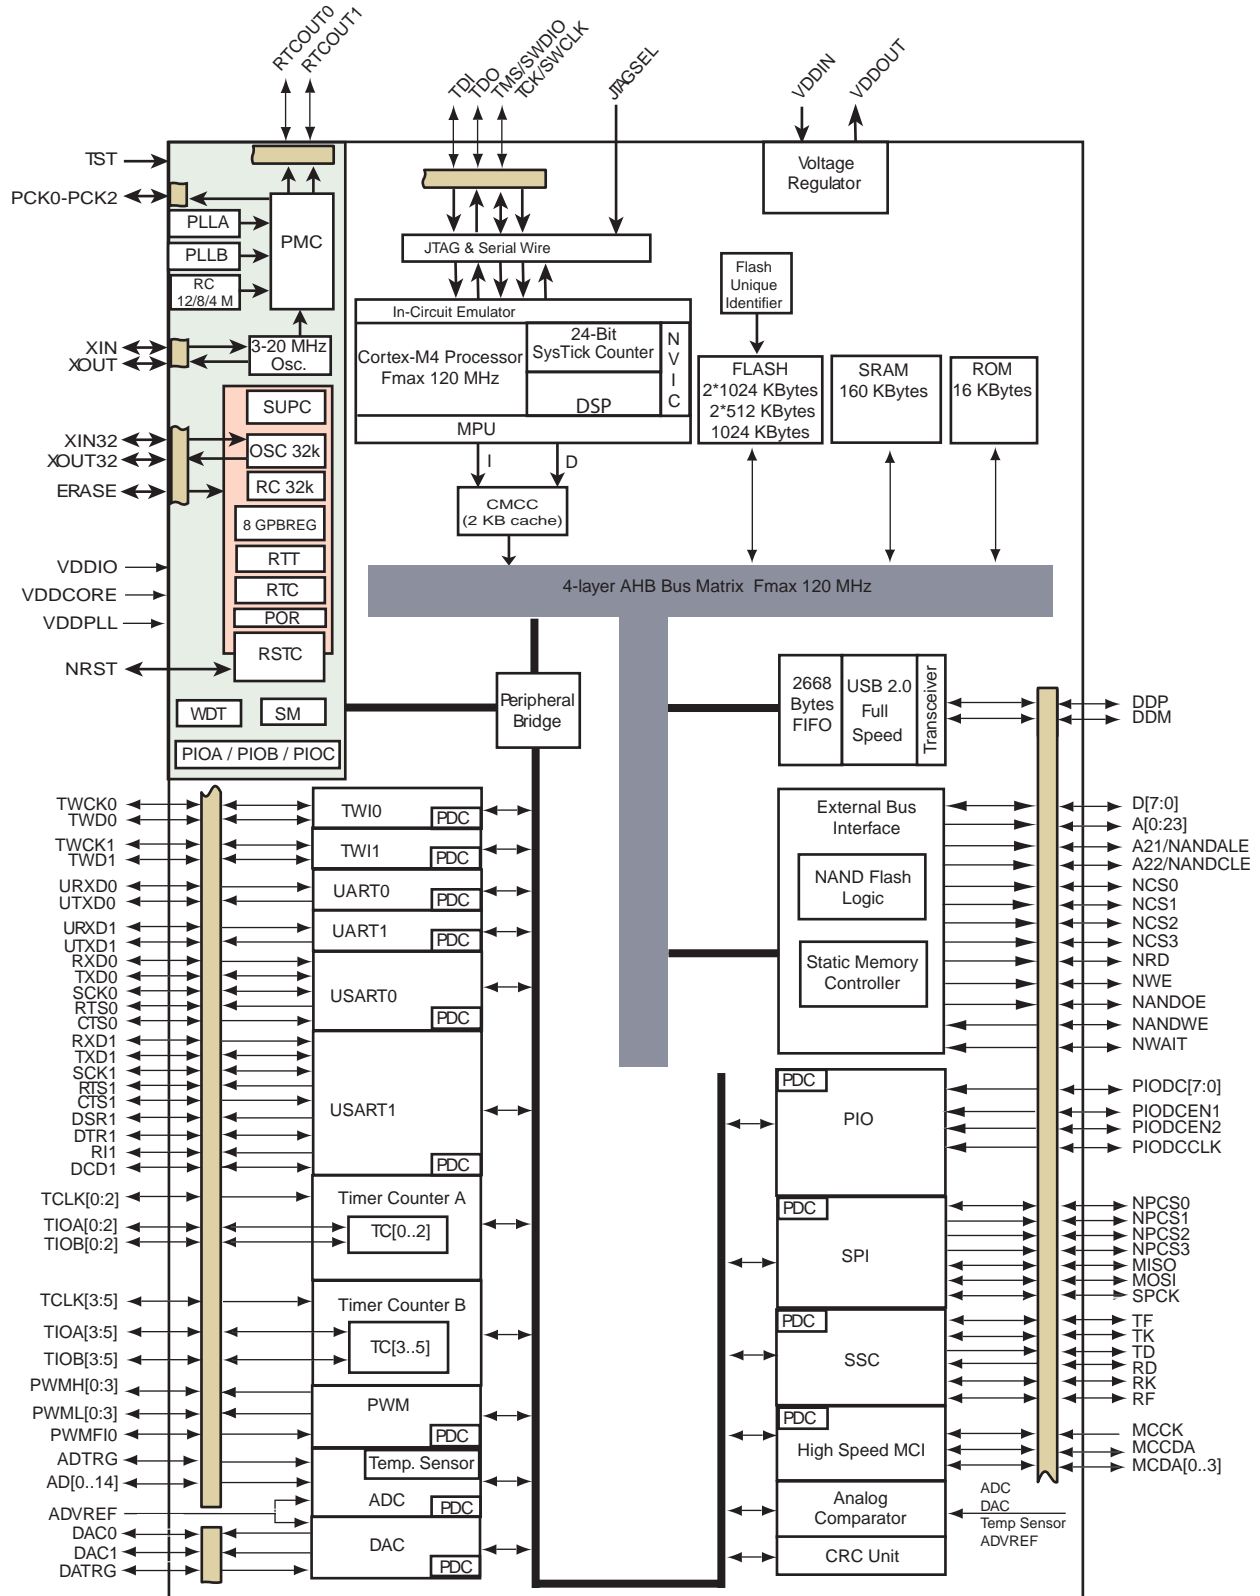 RTCOUT0
RTCOUT1
TDI
TDO
TMS/SWDIO
TCK/SWCLK
JTAGSEL
VDDIN
VDDOUT
TST
PCK0-PCK2
PLLA
PLLB
RC
12/8/4 M
PMC
XIN
XOUT
3-20 MHz
Osc.
SUPC
XIN32
XOUT32
OSC 32k
ERASE
RC 32k
8 GPBREG
RTT
VDDIO
RTC
VDDCORE
POR
VDDPLL
RSTC
NRST
WDT
SM
PIOA / PIOB / PIOC
Voltage
Regulator
JTAG & Serial Wire
In-Circuit Emulator
Cortex-M4 Processor
Fmax 120 MHz
24-Bit
SysTick Counter
DSP
N
V
I
C
MPU
I
D
CMCC
(2 KB cache)
Flash
Unique
Identifier
FLASH
2*1024 KBytes
2*512 KBytes
1024 KBytes
SRAM
160 KBytes
ROM
16 KBytes
4-layer AHB Bus Matrix Fmax 120 MHz
Peripheral
Bridge
2668
Bytes
FIFO
USB 2.0
Full
Speed
Transceiver
DDP
DDM
TWCK0
TWD0
TWI0
PDC
TWCK1
TWD1
TWI1
PDC
URXD0
UTXD0
UART0
PDC
URXD1
UTXD1
UART1
PDC
RXD0
TXD0
SCK0
RTS0
CTS0
USART0
PDC
RXD1
TXD1
SCK1
RTS1
CTS1
DSR1
DTR1
RI1
DCD1
USART1
PDC
TCLK[0:2]
TIOA[0:2]
TIOB[0:2]
Timer Counter A
TC[0..2]
TCLK[3:5]
TIOA[3:5]
TIOB[3:5]
Timer Counter B
TC[3..5]
PWMH[0:3]
PWML[0:3]
PWMFI0
PWM
PDC
ADTRG
AD[0..14]
Temp. Sensor
ADC
PDC
ADVREF
DAC0
DAC1
DATRG
DAC
PDC
External Bus
Interface
NAND Flash
Logic
Static Memory
Controller
D[7:0]
A[0:23]
A21/NANDALE
A22/NANDCLE
NCS0
NCS1
NCS2
NCS3
NRD
NWE
NANDOE
NANDWE
NWAIT
PDC
PIO
PIODC[7:0]
PIODCEN1
PIODCEN2
PIODCCLK
PDC
SPI
NPCS0
NPCS1
NPCS2
NPCS3
MISO
MOSI
SPCK
PDC
SSC
TF
TK
TD
RD
RK
RF
PDC
High Speed MCI
MCCK
MCCDA
MCDA[0..3]
Analog
Comparator
ADC
DAC
Temp Sensor
ADVREF
CRC Unit